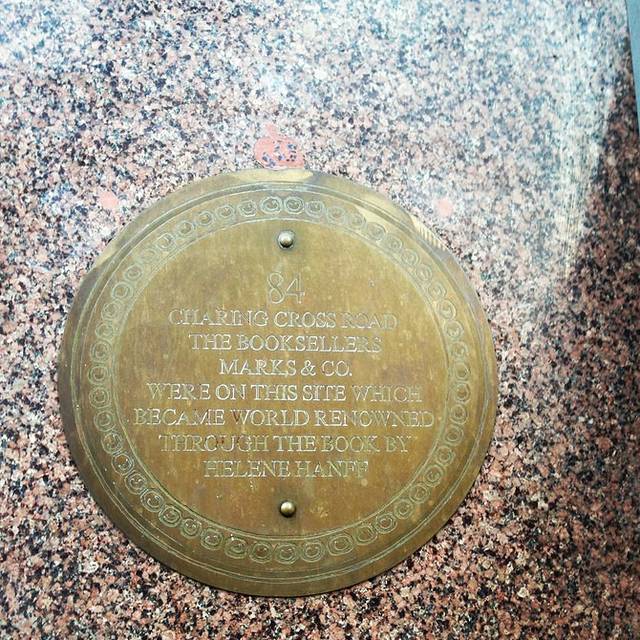 84
CHARING CROSS ROAD
THE BOOKSELLERS
MARKS & CO.
WERE ON THIS SITE WHICH
BECAME WORLD RENOWNED
THROUGH THE BOOK BY
HELENE HANFF